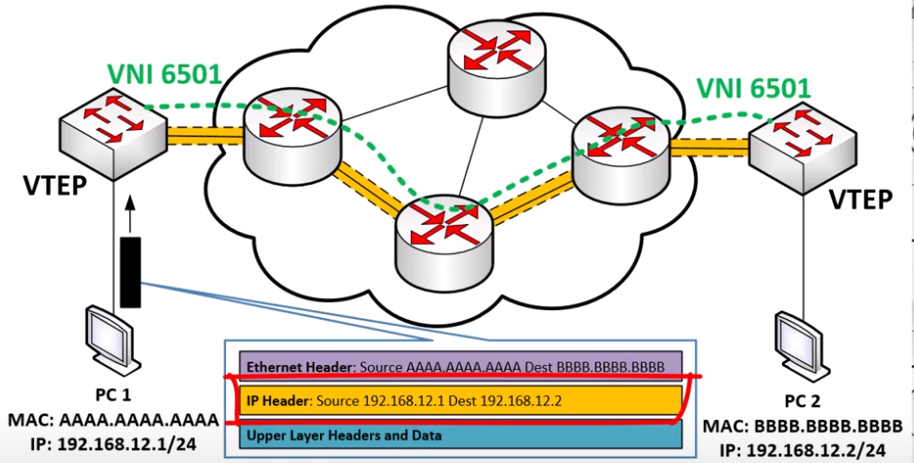 VNI 6501
VNI 6501
VTEP
VTEP
Ethernet Header: Source AAAA.AAAA.AAAA Dest BBBB.BBBB.BBBB
IP Header: Source 192.168.12.1 Dest 192.168.12.2
Upper Layer Headers and Data
PC 1
MAC: AAAA.AAAA.AAAA
IP: 192.168.12.1/24
PC 2
MAC: BBBB.BBBB.BBBB
IP: 192.168.12.2/24